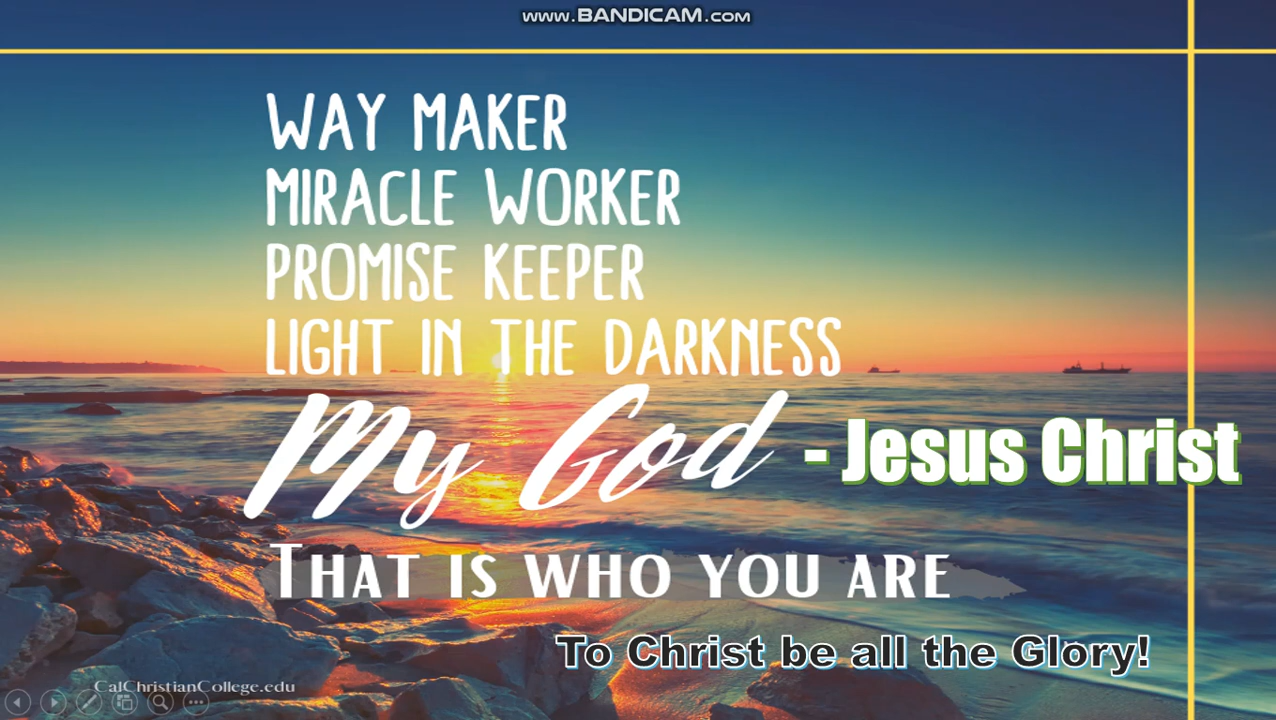 www.BANDICAM.com
WAY MAKER
MIRACLE WORKER
PROMISE KEEPER
LIGHT IN THE DARKNESS
My God - Jesus Christ
THAT IS WHO YOU ARE
To Christ be all the Glory!
CalChristianCollege.edu